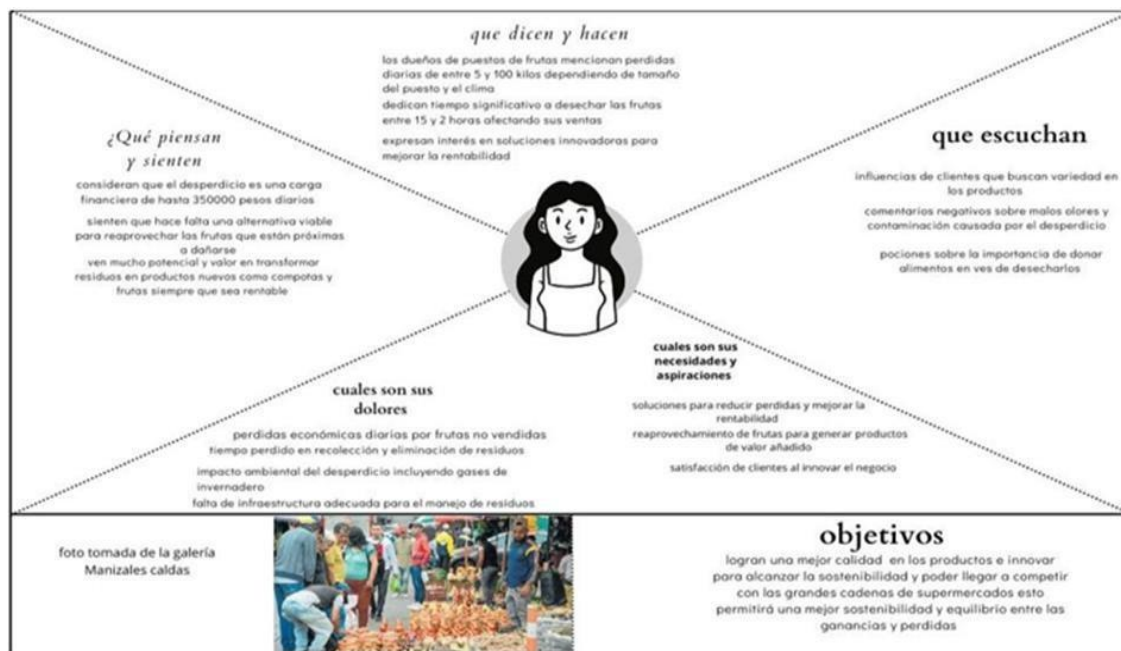 que dicen y hacen
los dueños de puestos de frutas mencionan perdidas
diarias de entre 5 y 100 kilos dependiendo de tamaño
del puesto y el clima
dedican tiempo significativo a desechar las frutas
entre 15 y 2 horas afectando sus ventas
expresan interés en soluciones innovadoras para
mejorar la rentabilidad
¿Qué piensan
y sienten
consideran que el desperdicio es una carga
financiera de hasta 350000 pesos diarios
sienten que hace falta una alternativa viable
para reaprovechar las frutas que están próximas
a dañarse
ven mucho potencial y valor en transformar
residuos en productos nuevos como compotas y
frutas siempre que sea rentable
que escuchan
influencias de clientes que buscan variedad en
los productos
comentarios negativos sobre malos olores y
contaminación causada por el desperdicio
pociones sobre la importancia de donar
alimentos en ves de desecharlos
cuales son sus
dolores
perdidas económicas diarias por frutas no vendidas
tiempo perdido en recolección y eliminación de residuos
impacto ambiental del desperdicio incluyendo gases de
invernadero
falta de infraestructura adecuada para el manejo de residuos
cuales son sus
necesidades y
aspiraciones
soluciones para reducir perdidas y mejorar la
rentabilidad
reaprovechamiento de frutas para generar productos
de valor añadido
satisfacción de clientes al innovar el negocio
foto tomada de la galería
Manizales caldas
objetivos
logran una mejor calidad en los productos e innovar
para alcanzar la sostenibilidad y poder llegar a competir
con las grandes cadenas de supermercados esto
permitirá una mejor sostenibilidad y equilibrio entre las
ganancias y perdidas